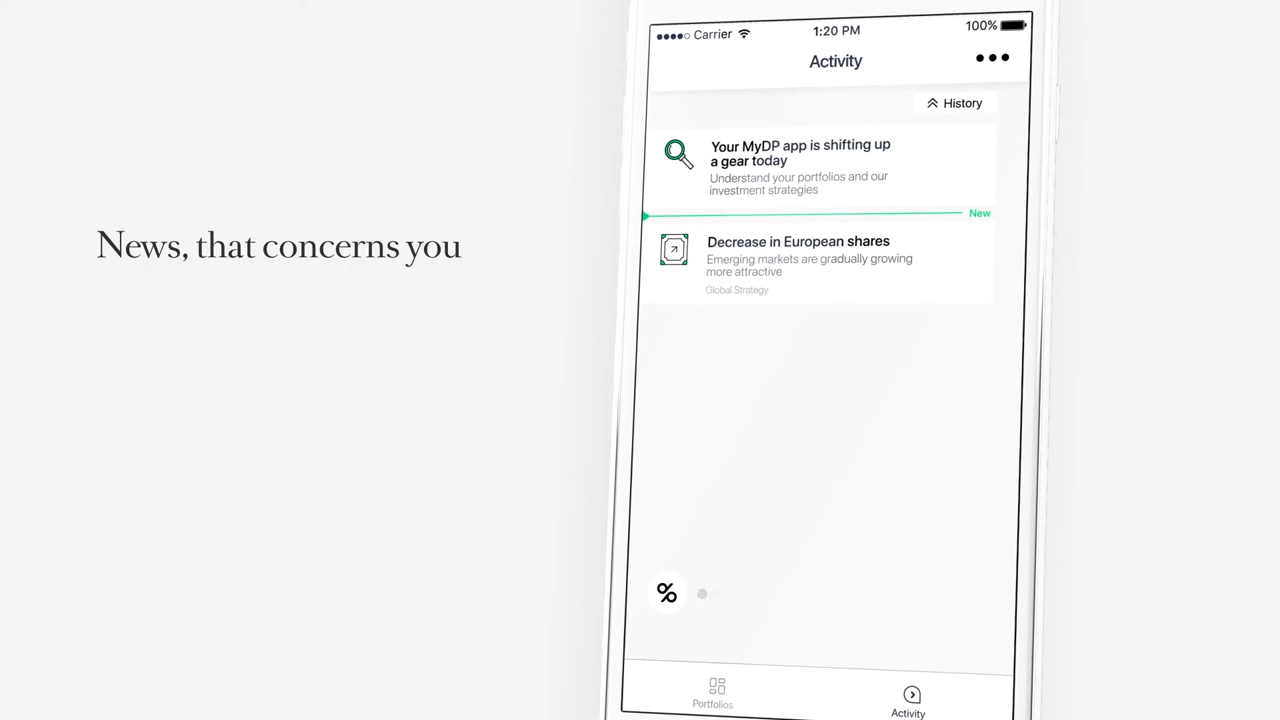 News, that concerns you
Carrier
1:20 PM
100%
Activity
History
Your MyDP app is shifting up
a gear today
Understand your portfolios and our
investment strategies
New
Decrease in European shares
Emerging markets are gradually growing
more attractive
Global Strategy
%
Portfolios
Activity